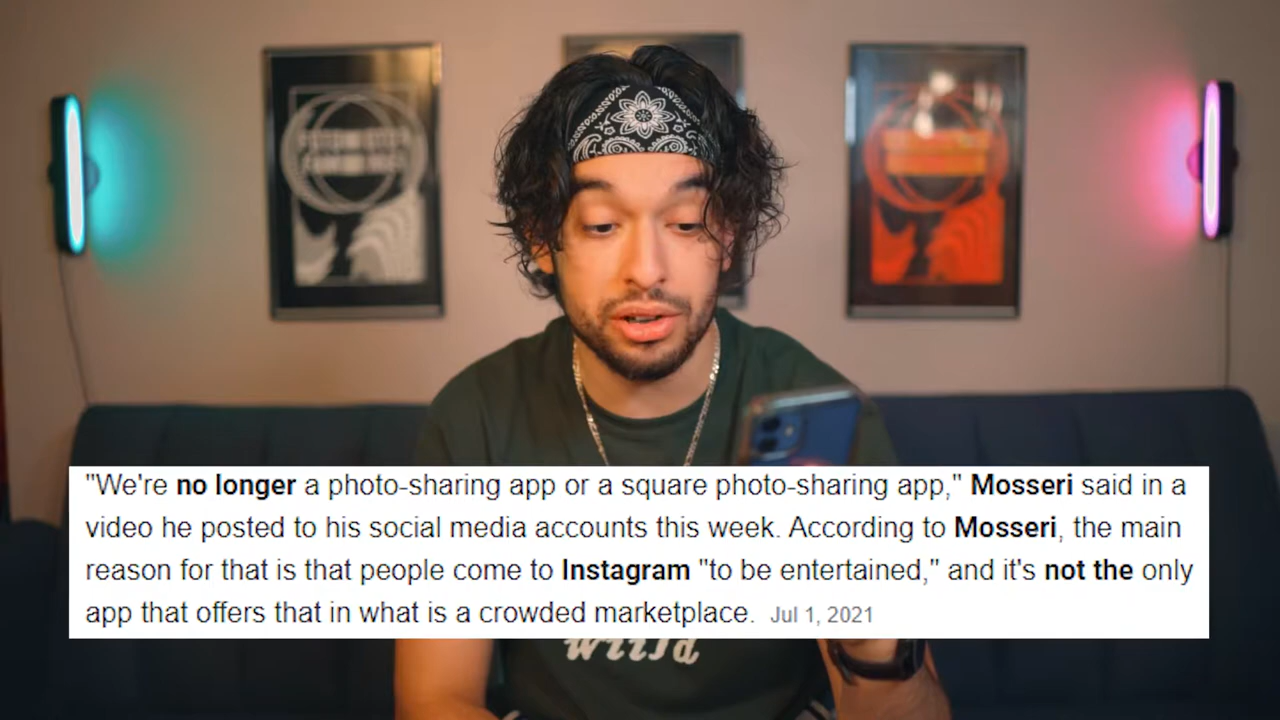 "We're no longer a photo-sharing app or a square photo-sharing app," Mosseri said in a
video he posted to his social media accounts this week. According to Mosseri, the main
reason for that is that people come to Instagram "to be entertained," and it's not the only
app that offers that in what is a crowded marketplace. Jul 1, 2021